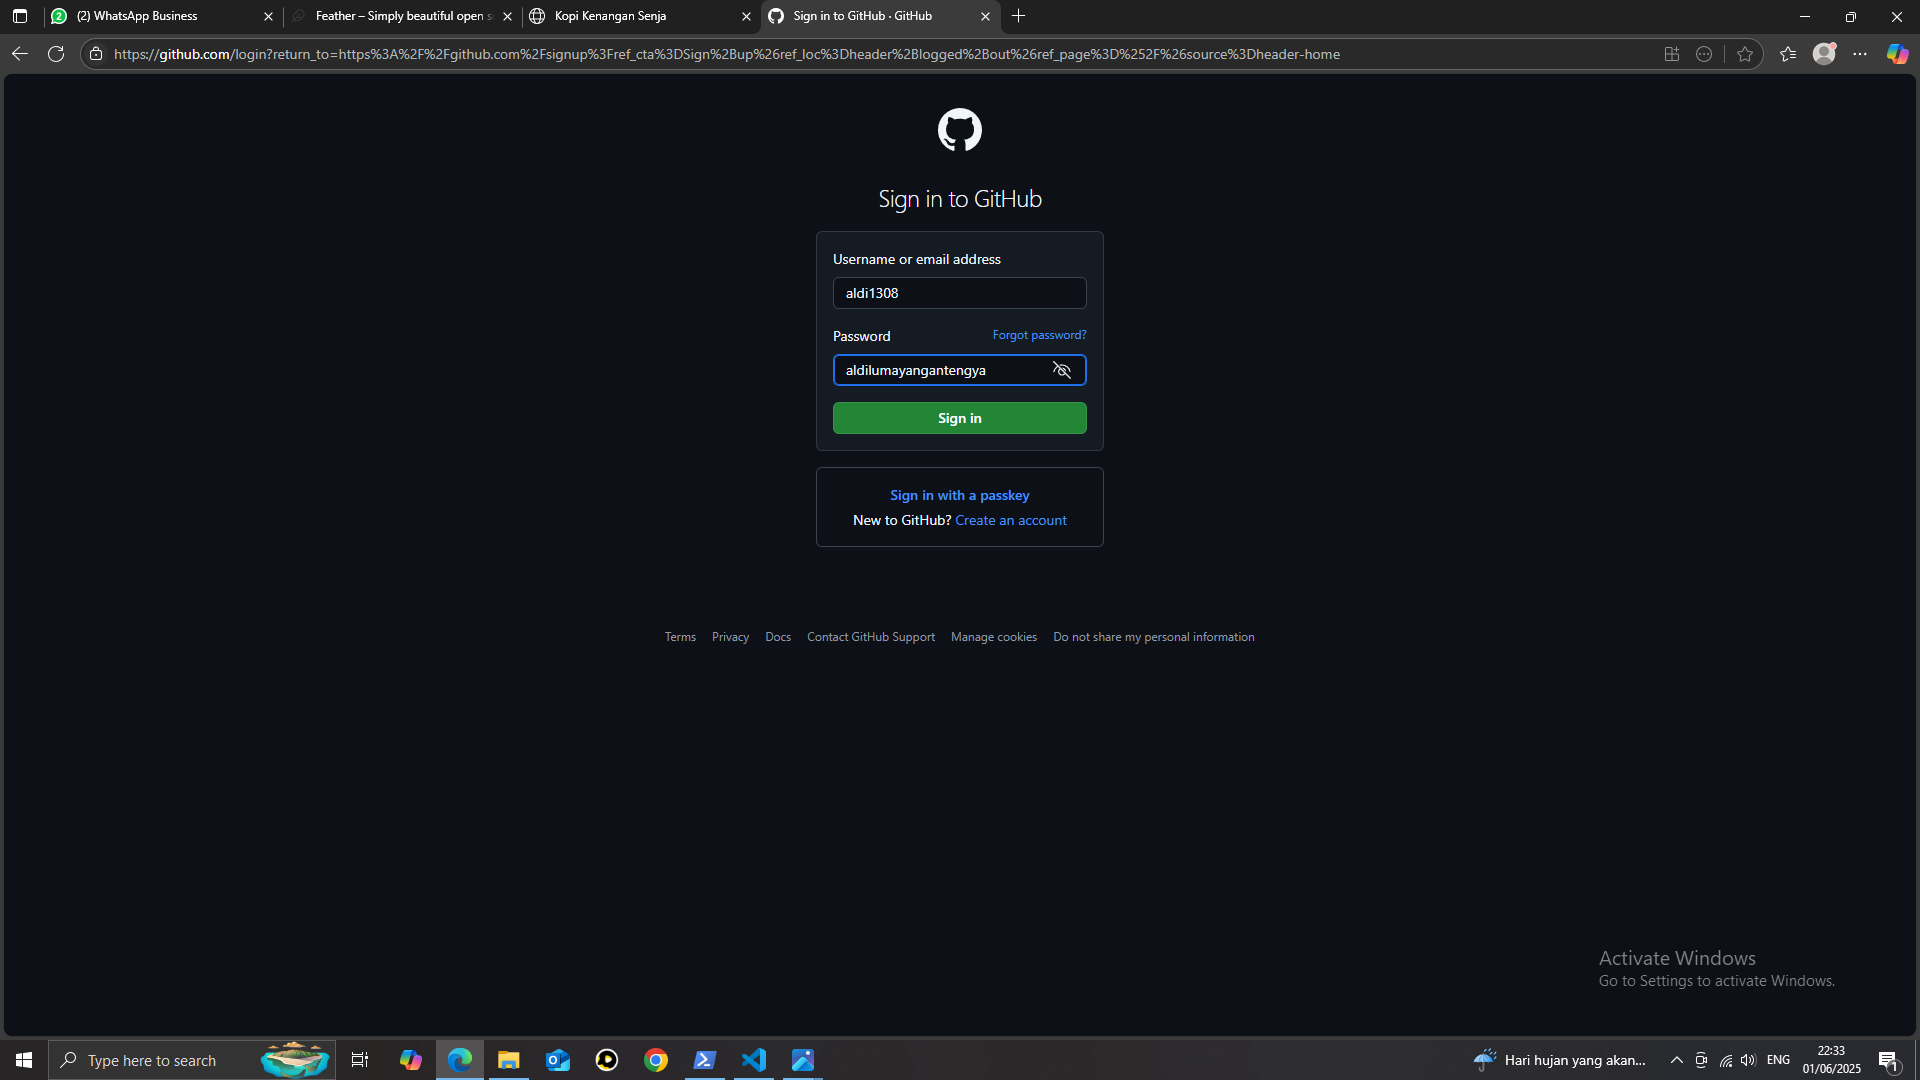 (2) WhatsApp Business
Feather – Simply beautiful open s
Kopi Kenangan Senja
Sign in to GitHub · GitHub
https://github.com/login?return_to=https%3A%2F%2Fgithub.com%2Fsignup%3Fref_cta%3DSign%2Bup%26ref_loc%3Dheader%2Blogged%2Bout%26ref_page%3D%252F%26source%3Dheader-home
Sign in to GitHub
Username or email address
aldi1308
Password Forgot password?
aldilumayangantengya
Sign in
Sign in with a passkey
New to GitHub? Create an account
Terms Privacy Docs Contact GitHub Support Manage cookies Do not share my personal information
Activate Windows
Go to Settings to activate Windows.
Type here to search
Hari hujan yang akan...
ENG
22:33
01/06/2025
1